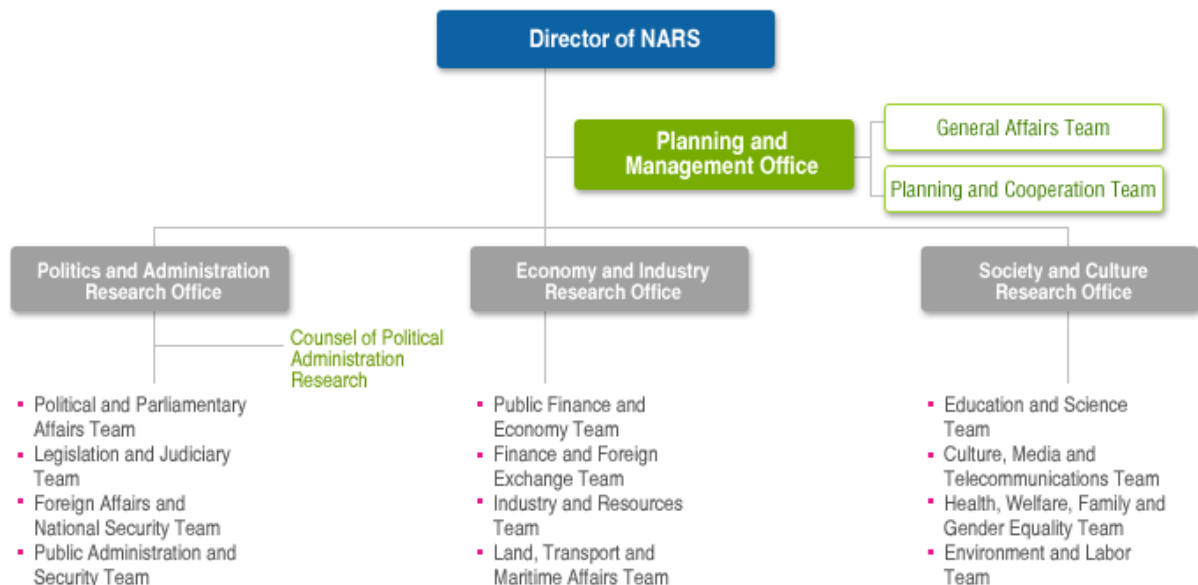 Director of NARS
Planning and
Management Office
General Affairs Team
Planning and Cooperation Team
Politics and Administration
Research Office
Economy and Industry
Research Office
Society and Culture
Research Office
Counsel of Political
Administration
Research
Political and Parliamentary
Affairs Team
Legislation and Judiciary
Team
Foreign Affairs and
National Security Team
Public Administration and
Security Team
Public Finance and
Economy Team
Finance and Foreign
Exchange Team
Industry and Resources
Team
Land, Transport and
Maritime Affairs Team
Education and Science
Team
Culture, Media and
Telecommunications Team
Health, Welfare, Family and
Gender Equality Team
Environment and Labor
Team